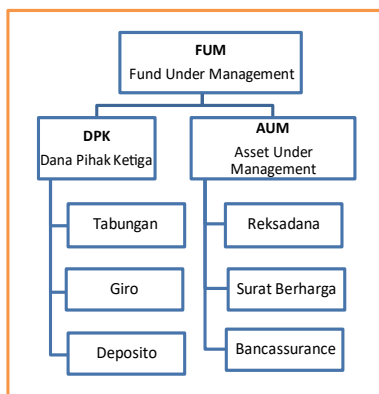 FUM
Fund Under Management
DPK
Dana Pihak Ketiga
AUM
Asset Under
Management
Tabungan
Giro
Deposito
Reksadana
Surat Berharga
Bancassurance